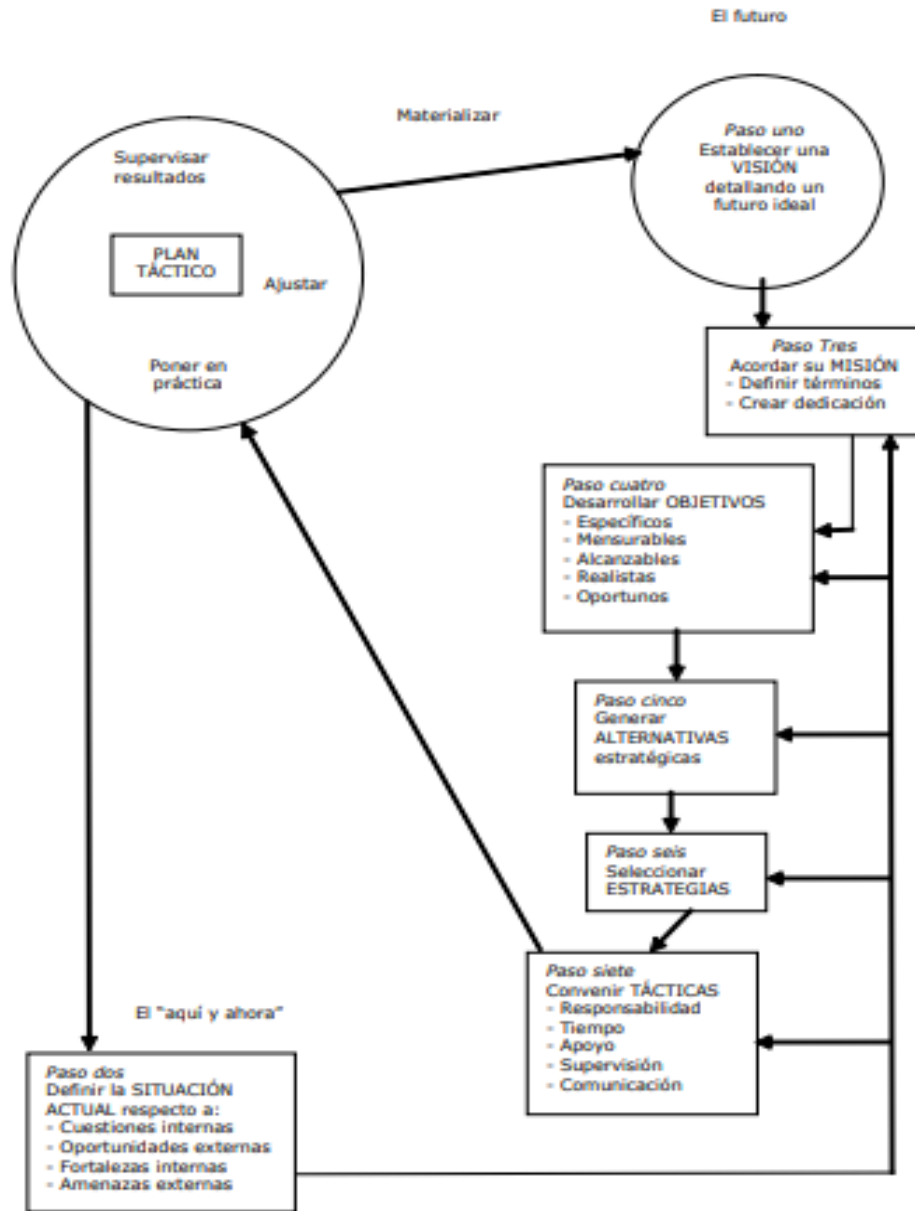 El futuro
Materializar
Paso uno
Establecer una
VISIÓN
detallando un
futuro ideal
Supervisar
resultados
PLAN
TÁCTICO
Ajustar
Poner en
práctica
Paso Tres
Acordar su MISIÓN
- Definir términos
- Crear dedicación
Paso cuatro
Desarrollar OBJETIVOS
- Específicos
- Mensurables
- Alcanzables
- Realistas
- Oportunos
Paso cinco
Generar
ALTERNATIVAS
estratégicas
Paso seis
Seleccionar
ESTRATEGIAS
Paso siete
Convenir TÁCTICAS
- Responsabilidad
- Tiempo
- Apoyo
- Supervisión
- Comunicación
El "aquí y ahora"
Paso dos
Definir la SITUACIÓN
ACTUAL respecto a:
- Cuestiones internas
- Oportunidades externas
- Fortalezas internas
- Amenazas externas